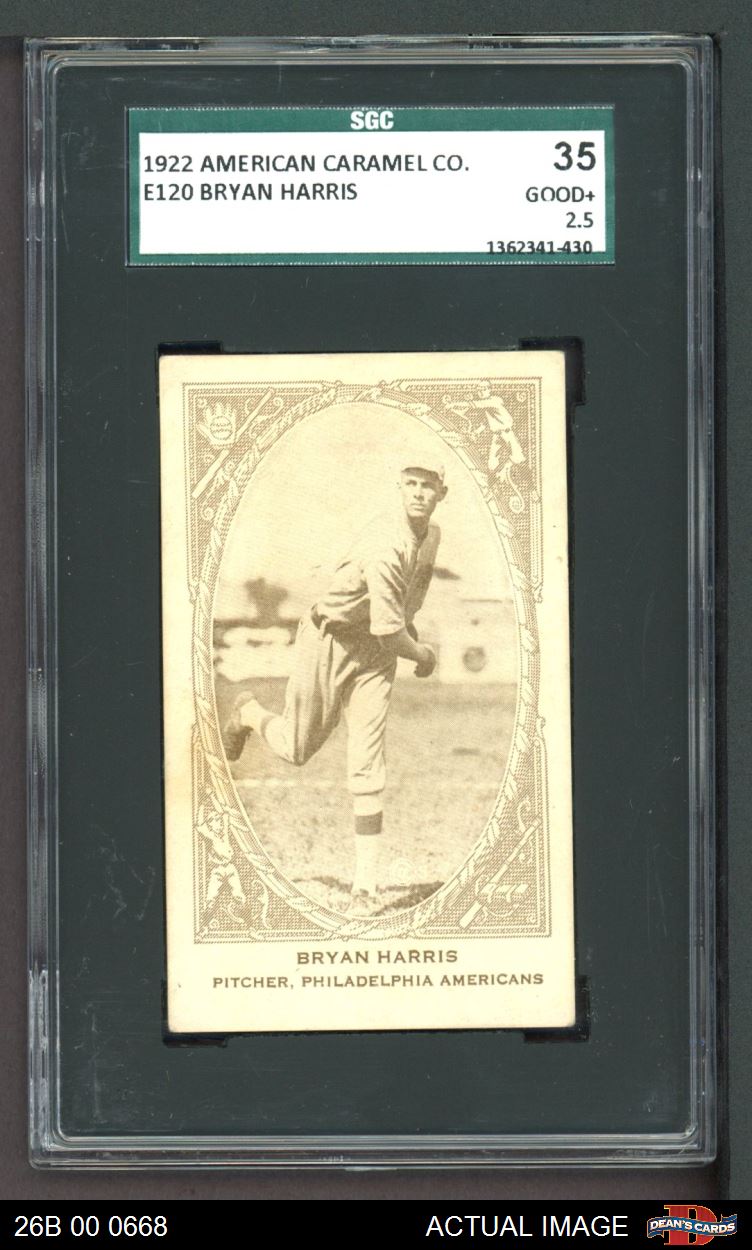 SGC
1922 AMERICAN CARAMEL CO.
35
E120 BRYAN HARRIS
GOOD+
2.5
1362341-430
BRYAN HARRIS
PITCHER, PHILADELPHIA AMERICANS
26B 00 0668
ACTUAL IMAGE
DEAN'S CARDS